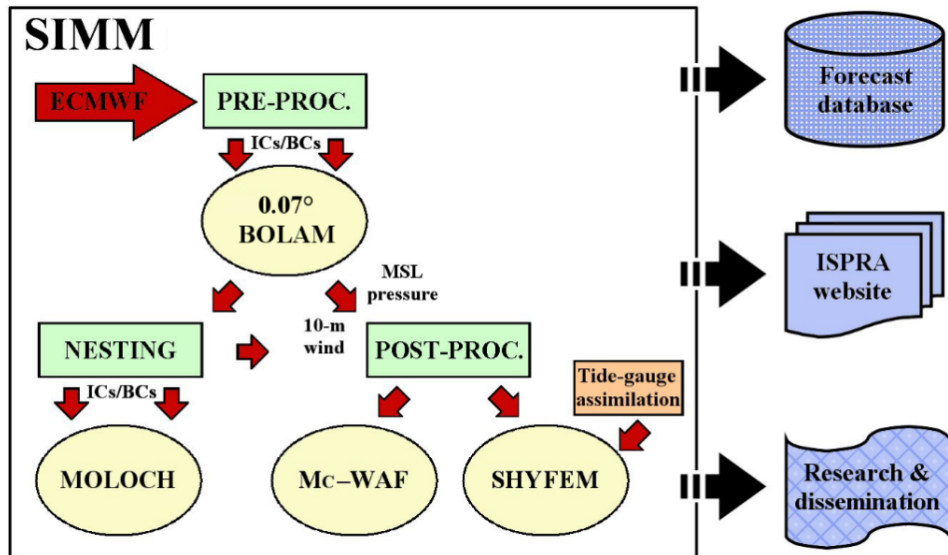 SIMM
ECMWF
PRE-PROC.
ICs/BCs
0.07°
BOLAM
MSL
pressure
10-m
wind
NESTING
POST-PROC.
ICs/BCs
Tide-gauge
assimilation
MOLOCH
Mc–WAF
SHYFEM
Forecast
database
ISPRA
website
Research &
dissemination